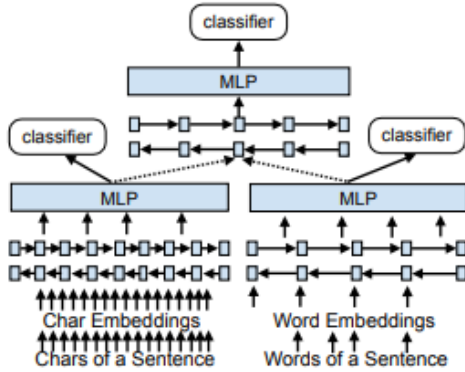 classifier
MLP
classifier
classifier
MLP
MLP
Char Embeddings
Word Embeddings
Chars of a Sentence
Words of a Sentence